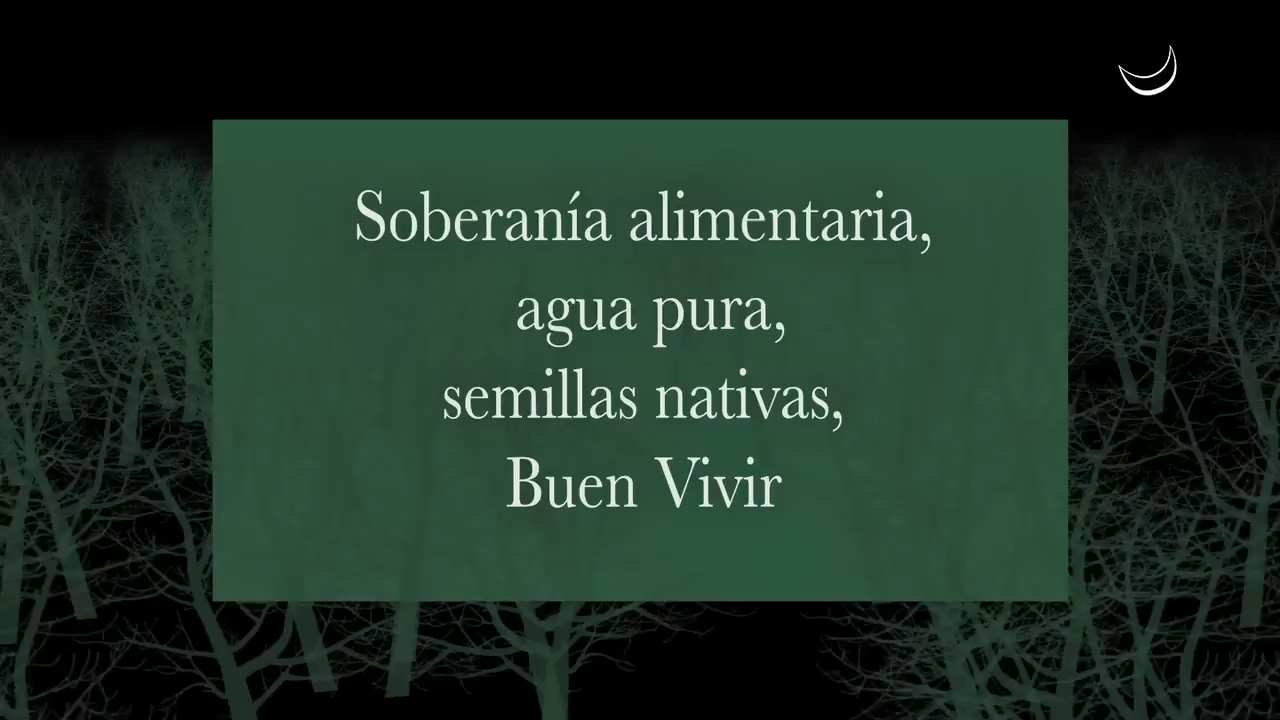 Soberanía alimentaria,
agua pura,
semillas nativas,
Buen Vivir